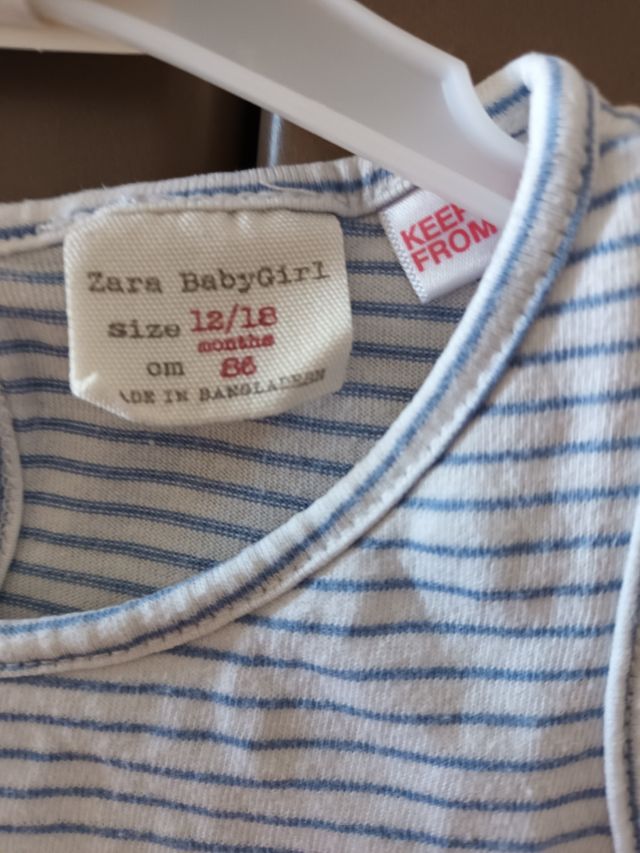 Zara BabyGirl
size 12/18
months
cm 86
ADE IN BANGLADESH
KEEP
FROM